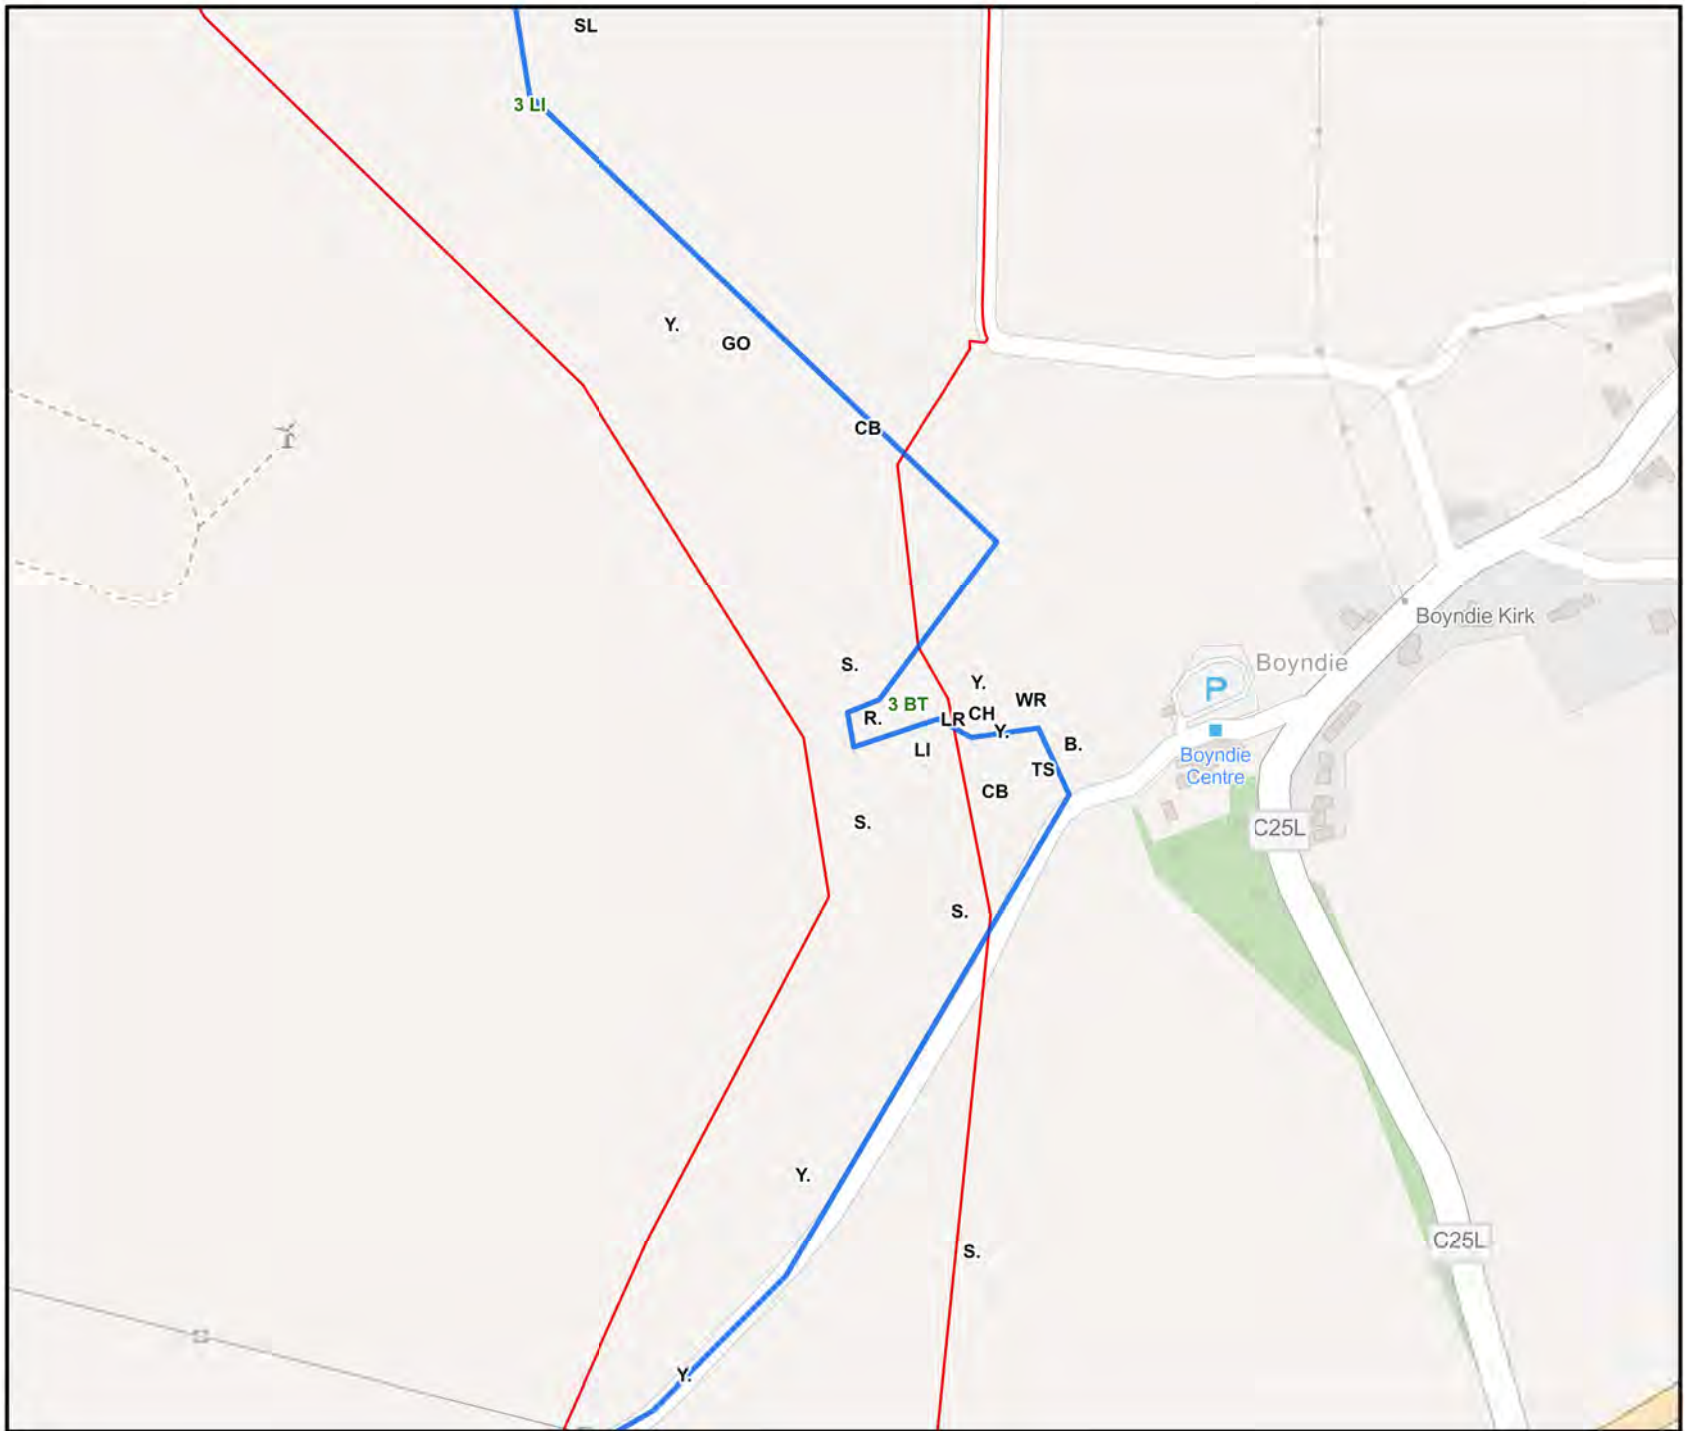 SL
3 LI
Y.
GO
CB
Boyndie Kirk
S.
Boyndie
Y.
P
WR
3 BT
R.
LR
CH
Y.
B.
LI
Boyndie
Centre
TS
CB
S.
C25L
S.
Y.
C25L
S.
Y.